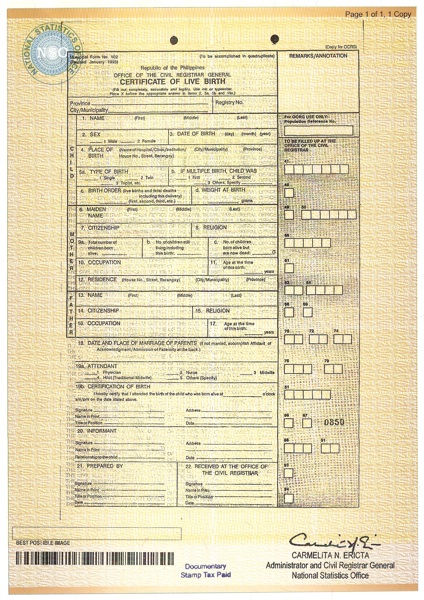 Page 1 of 1, 1 Copy
NATIONAL STATISTICS OFFICE
NSO
Municipal Form No. 102
(Revised January 1993)
(To be accomplished in quadruplicate)
(Copy for OCRG)
Republic of the Philippines
OFFICE OF THE CIVIL REGISTRAR GENERAL
CERTIFICATE OF LIVE BIRTH
(Fill out completely, accurately and legibly. Use ink or typewriter.
Place X before the appropriate answer in Items 2, 5a, 5b and 19a.)
REMARKS/ANNOTATION
Province
Registry No.
City/Municipality
For OCRG USE ONLY:
Population Reference No.
TO BE FILLED UP AT THE
OFFICE OF THE CIVIL
REGISTRAR
CHILD
1. NAME (First) (Middle) (Last)
2. SEX
1 Male 2 Female
3. DATE OF BIRTH (day) (month) (year)
4. PLACE OF BIRTH (Name of Hospital/Clinic/Institution/ House No., Street, Barangay) (City/Municipality) (Province)
5a. TYPE OF BIRTH
1 Single 2 Twin
3 Triplet, etc.
b. IF MULTIPLE BIRTH, CHILD WAS
1 First 2 Second
3 Others, Specify
c. BIRTH ORDER (live births and fetal deaths
including this delivery)
(first, second, third, etc.)
d. WEIGHT AT BIRTH
grams
MOTHER
6. MAIDEN NAME (First) (Middle) (Last)
7. CITIZENSHIP
8. RELIGION
9a. Total number of
children born
alive:
b. No. of children still
living including
this birth:
c. No. of children
born alive but
are now dead:
10. OCCUPATION
11. Age at the time
of this birth:
years
12. RESIDENCE (House No., Street, Barangay) (City/Municipality) (Province)
FATHER
13. NAME (First) (Middle) (Last)
14. CITIZENSHIP
15. RELIGION
16. OCCUPATION
17. Age at the time
of this birth:
years
18. DATE AND PLACE OF MARRIAGE OF PARENTS (If not married, accomplish Affidavit of
Acknowledgment/Admission of Paternity at the back.)
19a. ATTENDANT
1 Physician 2 Nurse 3 Midwife
4 Hilot (Traditional Midwife) 5 Others (Specify)
19b. CERTIFICATION OF BIRTH
I hereby certify that I attended the birth of the child who was born alive at o'clock
am/pm on the date stated above.
Signature
Address
Name in Print
Title or Position
Date
0350
20. INFORMANT
Signature
Address
Name in Print
Relationship to the child
Date
21. PREPARED BY
22. RECEIVED AT THE OFFICE OF
THE CIVIL REGISTRAR
Signature
Signature
Name in Print
Name in Print
Title or Position
Title or Position
Date
Date
BEST POSSIBLE IMAGE
Documentary
Stamp Tax Paid
CARMELITA N. ERICTA
Administrator and Civil Registrar General
National Statistics Office